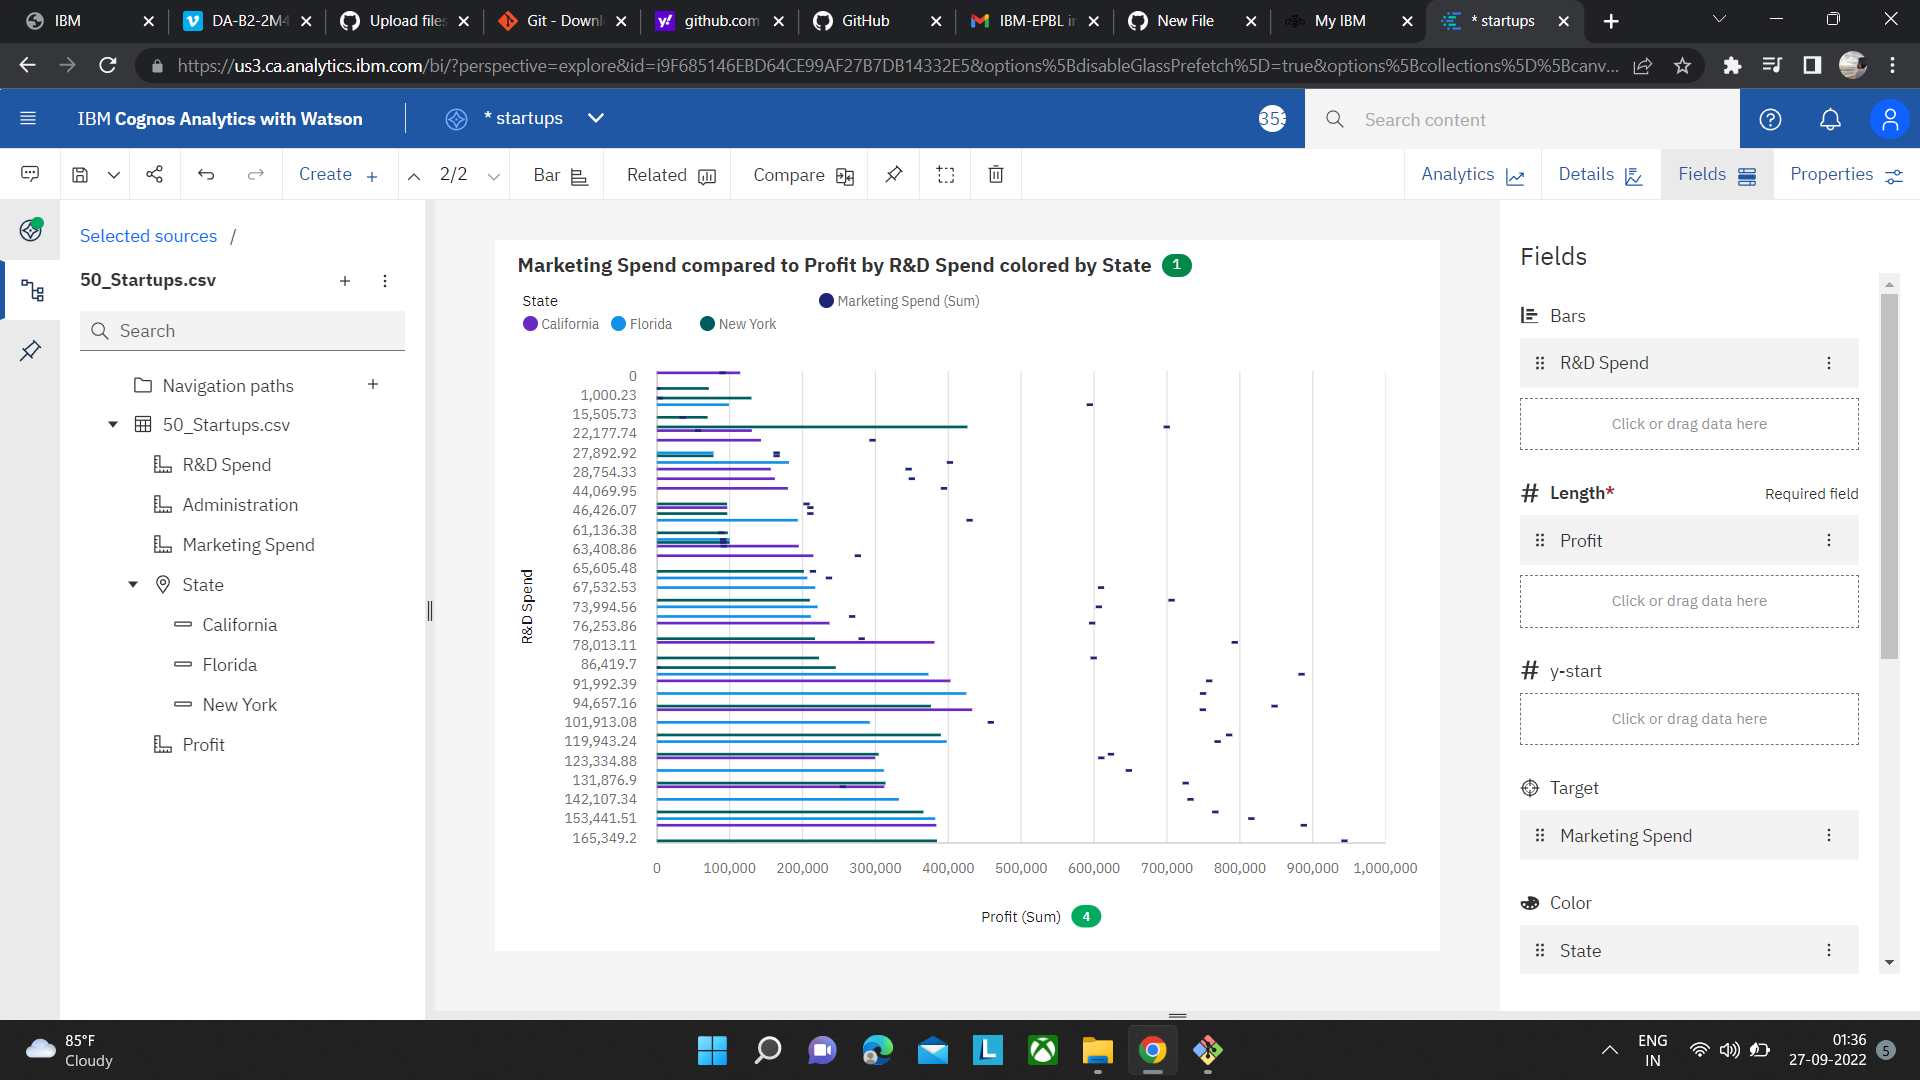 IBM
DA-B2-2M4
Upload files
Git - Downl
github.com
GitHub
IBM-EPBL in
New File
My IBM
* startups
https://us3.ca.analytics.ibm.com/bi/?perspective=explore&id=i9F685146EBD64CE99AF27B7DB14332E5&options%5BdisableGlassPrefetch%5D=true&options%5Bcollections%5D%5Bcanv...
IBM Cognos Analytics with Watson
* startups
353
Search content
Create
2/2
Bar
Related
Compare
Analytics
Details
Fields
Properties
Selected sources /
50_Startups.csv
Search
Navigation paths
50_Startups.csv
R&D Spend
Administration
Marketing Spend
State
California
Florida
New York
Profit
Marketing Spend compared to Profit by R&D Spend colored by State 1
State
Marketing Spend (Sum)
California Florida New York
R&D Spend
0
1,000.23
15,505.73
22,177.74
27,892.92
28,754.33
44,069.95
46,426.07
61,136.38
63,408.86
65,605.48
67,532.53
73,994.56
76,253.86
78,013.11
86,419.7
91,992.39
94,657.16
101,913.08
119,943.24
123,334.88
131,876.9
142,107.34
153,441.51
165,349.2
0 100,000 200,000 300,000 400,000 500,000 600,000 700,000 800,000 900,000 1,000,000
Profit (Sum) 4
Fields
Bars
R&D Spend
Click or drag data here
Length* Required field
Profit
Click or drag data here
y-start
Click or drag data here
Target
Marketing Spend
Color
State
85°F
Cloudy
ENG
IN
01:36
27-09-2022
5